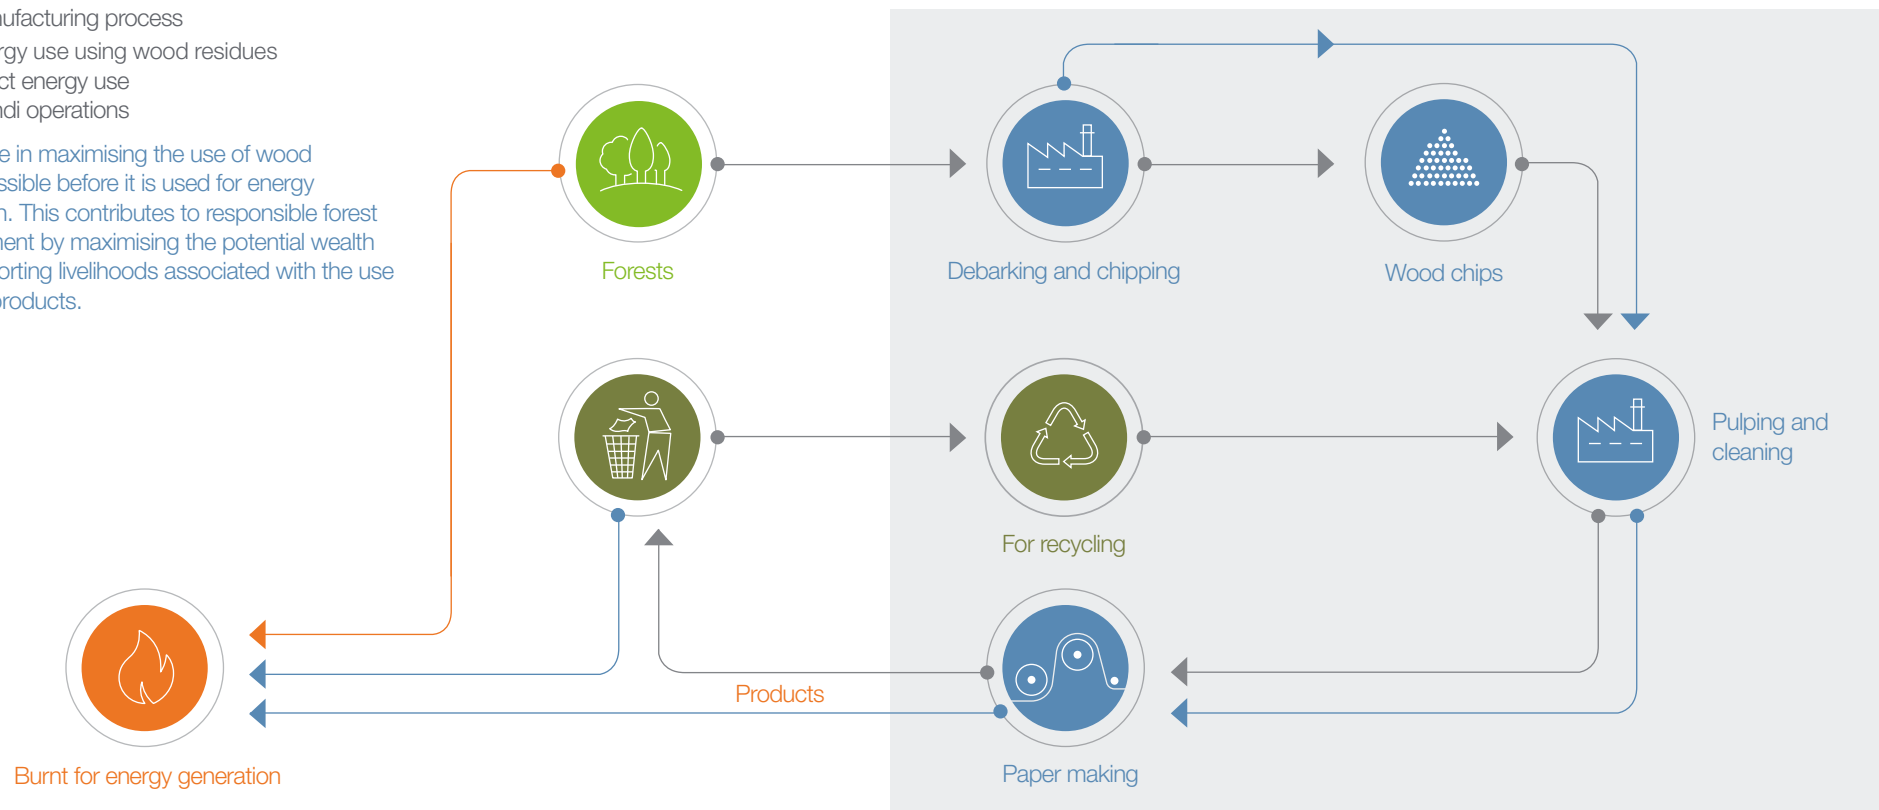 ufacturing process
rgy use using wood residues
ct energy use
ndi operations
e in maximising the use of wood
ssible before it is used for energy
n. This contributes to responsible forest
ment by maximising the potential wealth
orting livelihoods associated with the use
products.
Forests
Debarking and chipping
Wood chips
Pulping and
cleaning
For recycling
Products
Paper making
Burnt for energy generation